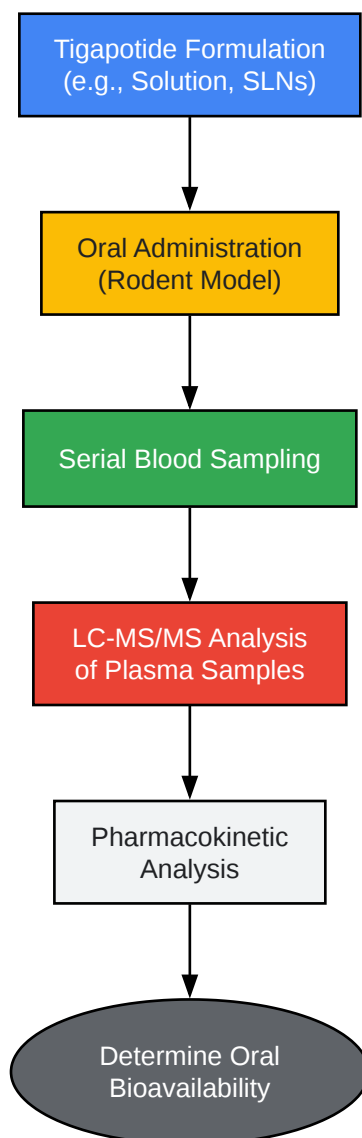 Tigapotide Formulation
(e.g., Solution, SLNs)
Oral Administration
(Rodent Model)
Serial Blood Sampling
LC-MS/MS Analysis
of Plasma Samples
Pharmacokinetic
Analysis
Determine Oral
Bioavailability